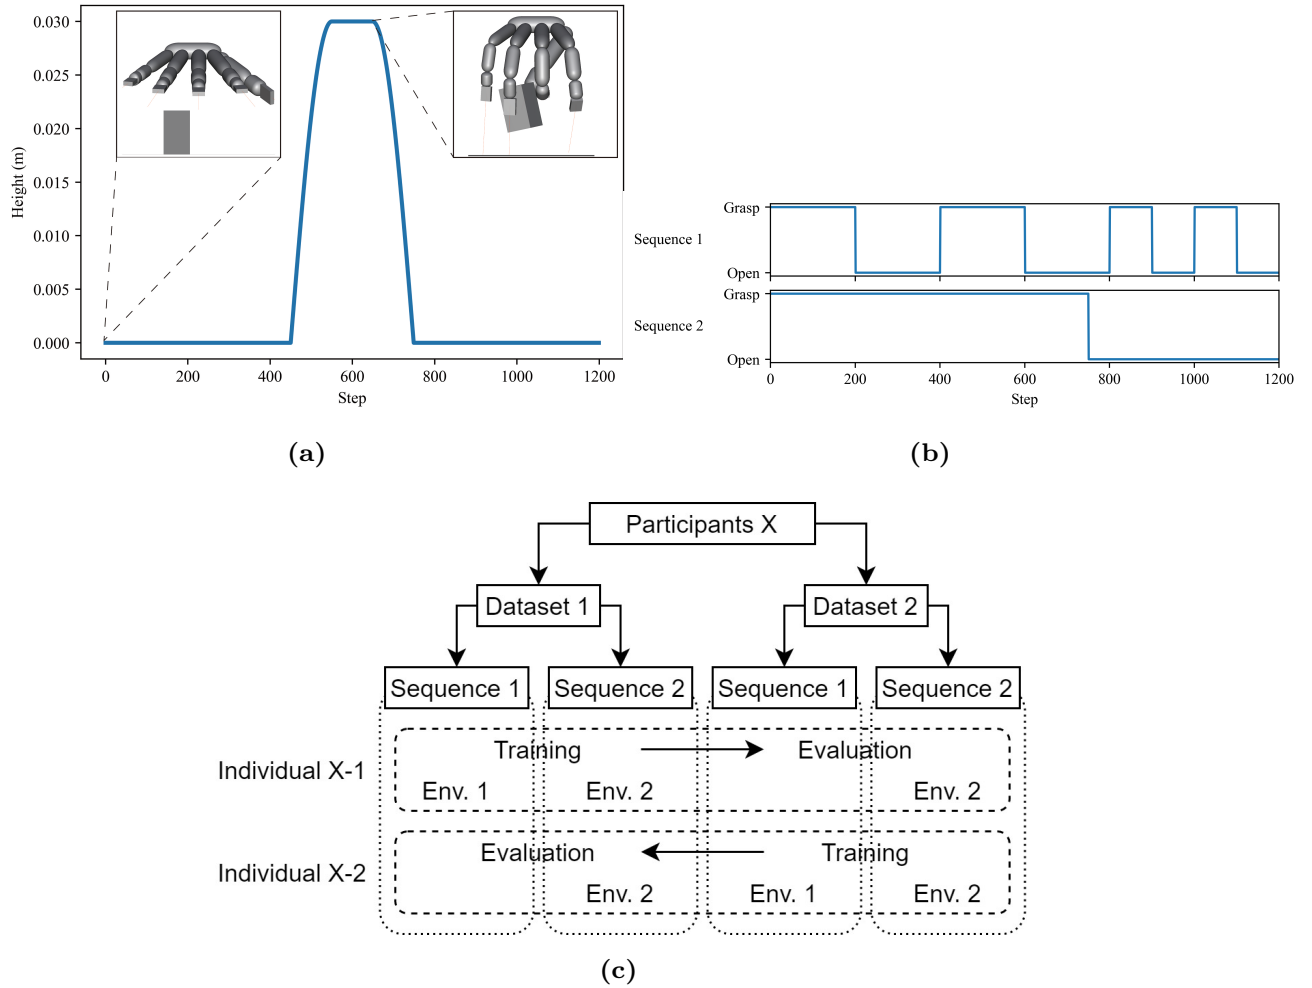 0.030
0.025
0.020
0.015
0.010
0.005
0.000
Height (m)
0 200 400 600 800 1000 1200
Step
(a)
Grasp
Sequence 1
Open
Grasp
Sequence 2
Open
0 200 400 600 800 1000 1200
Step
(b)
Participants X
Dataset 1 Dataset 2
Sequence 1 Sequence 2 Sequence 1 Sequence 2
Individual X-1
Training Evaluation
Env. 1 Env. 2 Env. 2
Individual X-2
Evaluation Training
Env. 2 Env. 1 Env. 2
(c)